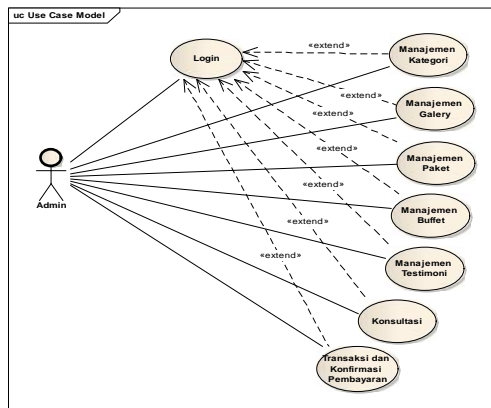 uc Use Case Model
Login
«extend»
Manajemen
Kategori
«extend»
Manajemen
Galery
«extend»
Manajemen
Paket
«extend»
Admin
Manajemen
Buffet
«extend»
«extend»
Manajemen
Testimoni
«extend»
Konsultasi
Transaksi dan
Konfirmasi
Pembayaran